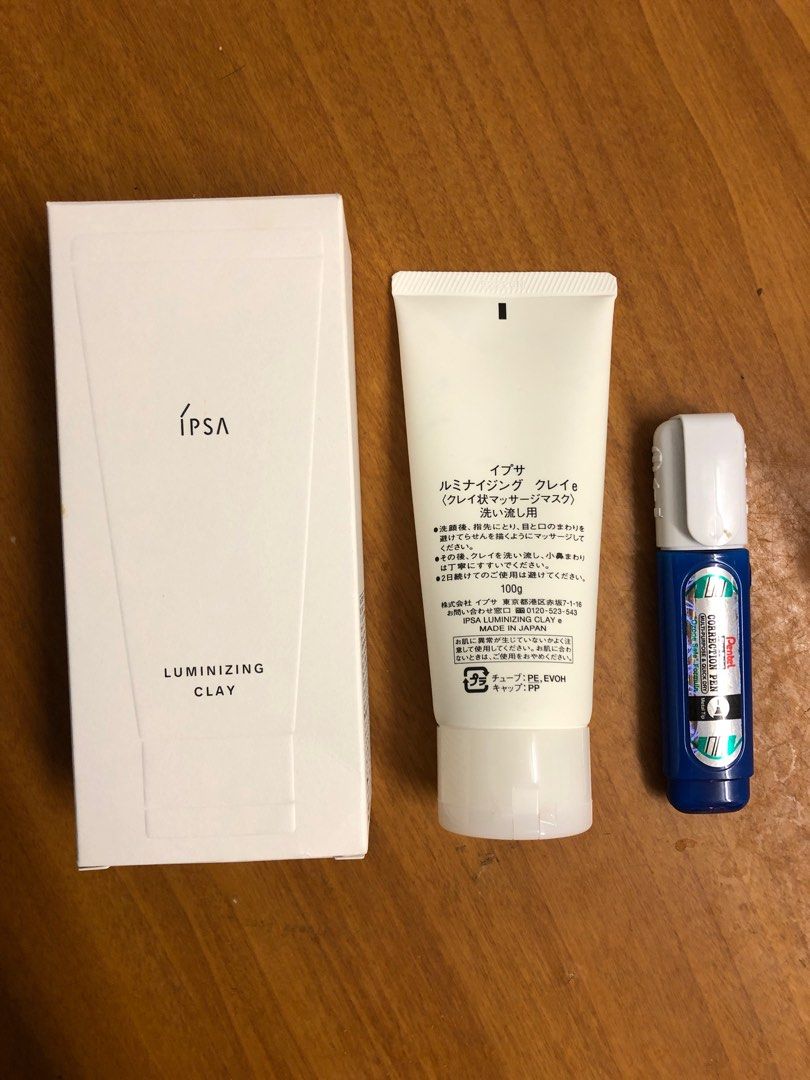 IPSA
LUMINIZING
CLAY
イプサ
ルミナイジング クレイe
〈クレイ状マッサージマスク〉
洗い流し用
●洗顔後、指先にとり、目と口のまわりを
避けてらせんを描くようにマッサージして
ください。
●その後、クレイを洗い流し、小鼻まわり
は丁寧にすすいでください。
●2日続けてのご使用は避けてください。
100g
株式会社 イプサ 東京都港区赤坂7-1-16
お問い合わせ窓口 0120-523-543
IPSA LUMINIZING CLAY e
MADE IN JAPAN
お肌に異常が生じていないかよく注
意して使用してください。お肌に合わ
ないときは、ご使用をおやめください。
プラ
チューブ:PE, EVOH
キャップ:PP
Pentel
CORRECTION PEN
MULTI-PURPOSE & QUICK DRY
Ozone Safe Formula
Metal Tip